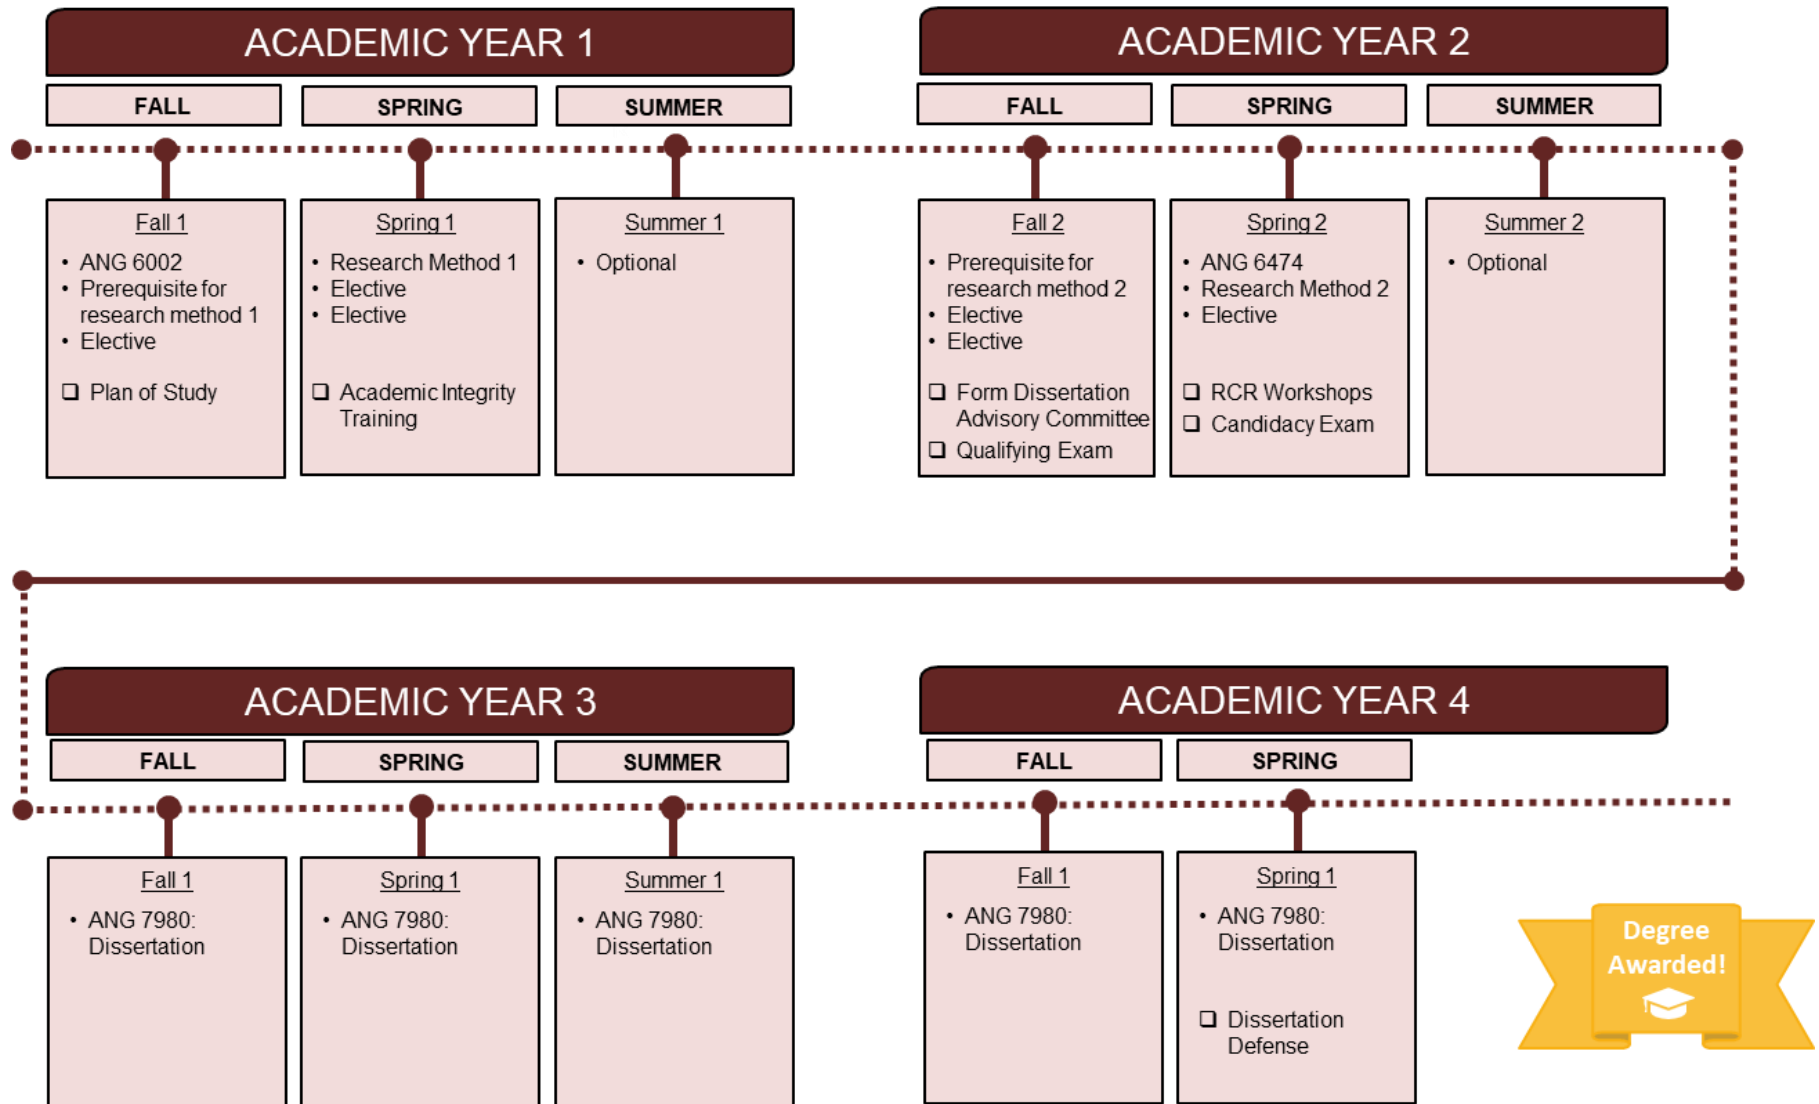 ACADEMIC YEAR 1
FALL
SPRING
SUMMER
Fall 1
• ANG 6002
• Prerequisite for
research method 1
• Elective
❑ Plan of Study
Spring 1
• Research Method 1
• Elective
• Elective
❑ Academic Integrity
Training
Summer 1
• Optional
ACADEMIC YEAR 2
FALL
SPRING
SUMMER
Fall 2
• Prerequisite for
research method 2
• Elective
• Elective
❑ Form Dissertation
Advisory Committee
❑ Qualifying Exam
Spring 2
• ANG 6474
• Research Method 2
• Elective
❑ RCR Workshops
❑ Candidacy Exam
Summer 2
• Optional
ACADEMIC YEAR 3
FALL
SPRING
SUMMER
Fall 1
• ANG 7980:
Dissertation
Spring 1
• ANG 7980:
Dissertation
Summer 1
• ANG 7980:
Dissertation
ACADEMIC YEAR 4
FALL
SPRING
Fall 1
• ANG 7980:
Dissertation
Spring 1
• ANG 7980:
Dissertation
❑ Dissertation
Defense
Degree
Awarded!